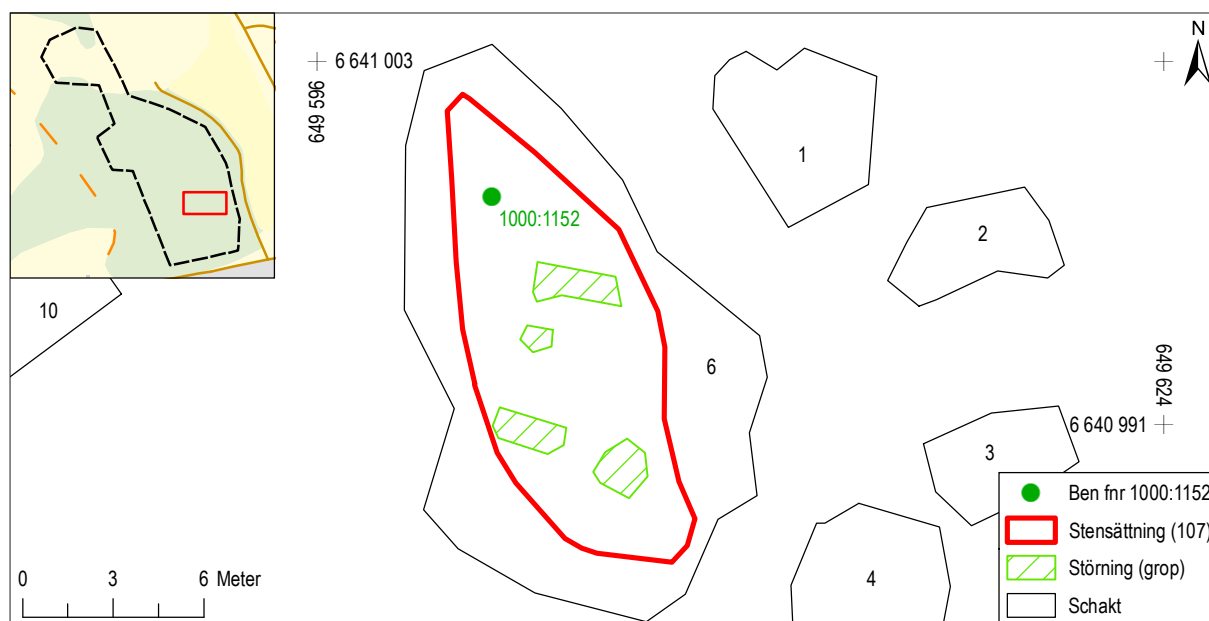 N
6 641 003
649 596
1
1000:1152
2
10
6
649 624
6 640 991
3
Ben fnr 1000:1152
Stensättning (107)
Störning (grop)
Schakt
4
0 3 6 Meter